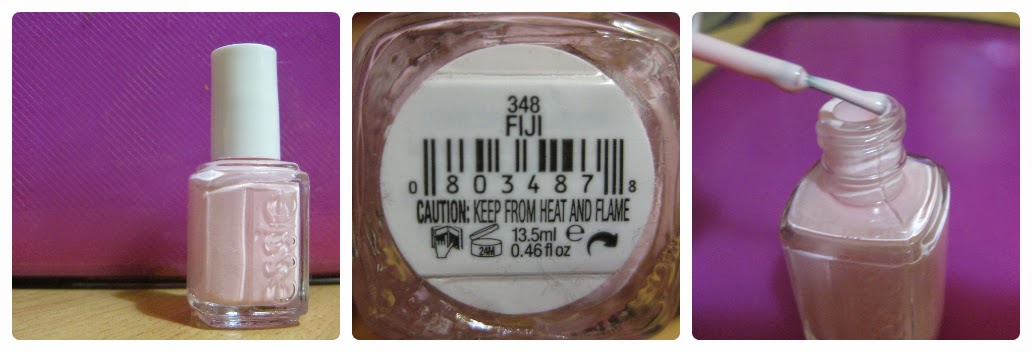 essie
348
FIJI
0 803487 8
CAUTION: KEEP FROM HEAT AND FLAME
24M
13.5ml e
0.46 fl oz